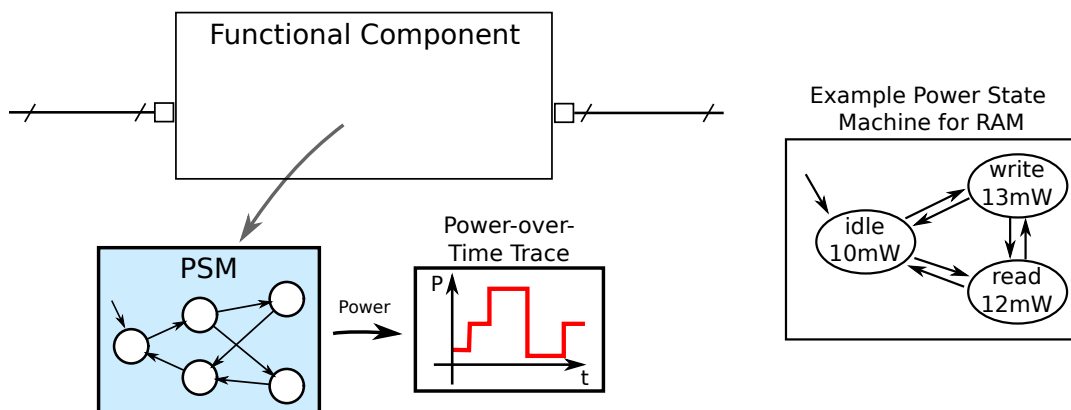 Functional Component
Example Power State
Machine for RAM
write
13mW
idle
10mW
read
12mW
Power-over-
Time Trace
PSM
Power
P
t